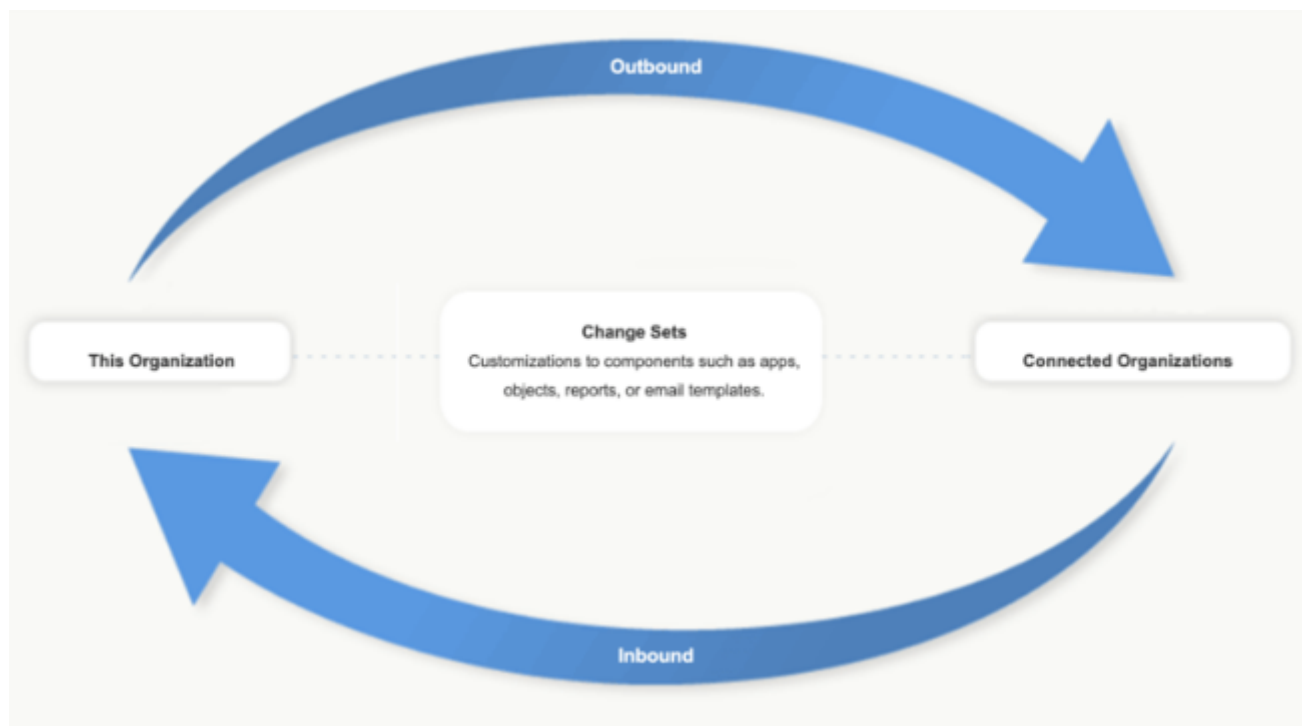 Outbound
This Organization
Change Sets
Customizations to components such as apps,
objects, reports, or email templates.
Connected Organizations
Inbound